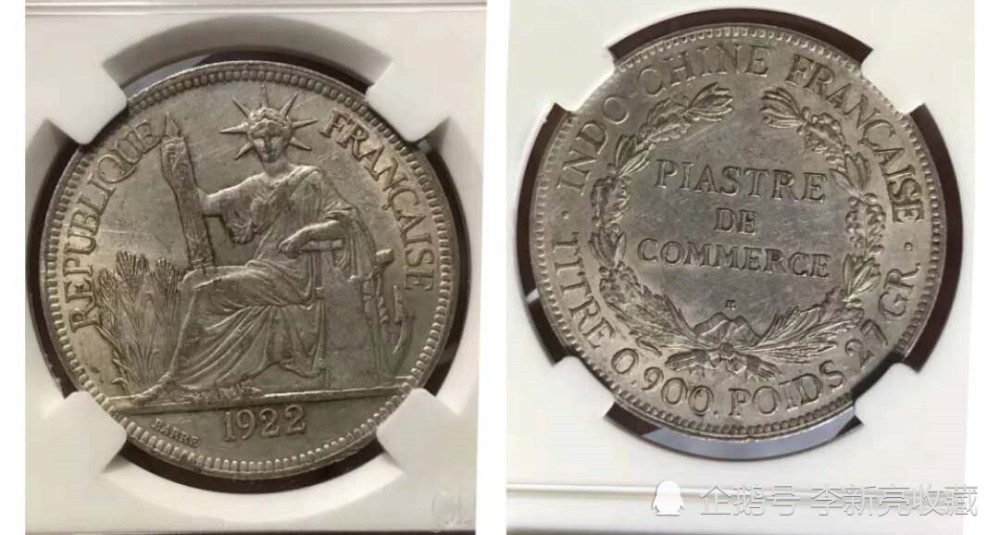 REPUBLIQUE FRANÇAISE
BARRE
1922
INDO CHINE FRANÇAISE
PIASTRE
DE
COMMERCE
H
TITRE 0.900. POIDS 27 GR.
企鹅号 李新亮收藏